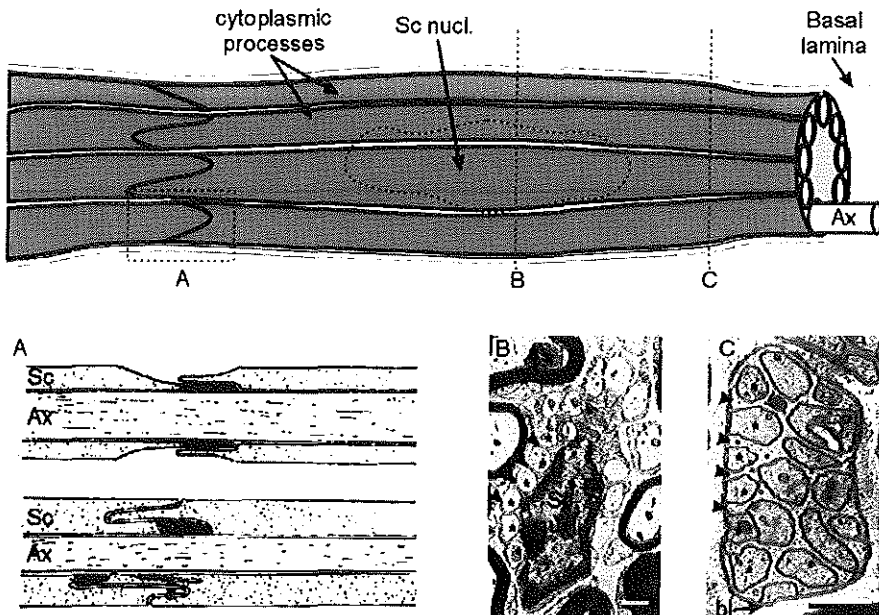 cytoplasmic
processes
Sc nucl.
Basal
lamina
Ax
A
B
C
A
Sc
Ax
Sc
Ax
B
C
bl